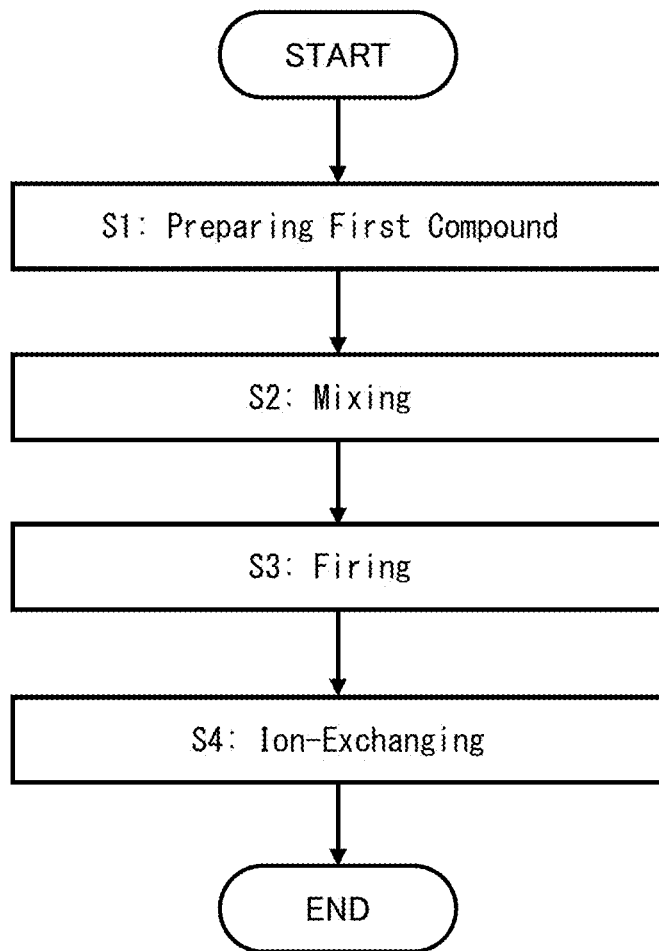 START
S1: Preparing First Compound
S2: Mixing
S3: Firing
S4: Ion-Exchanging
END